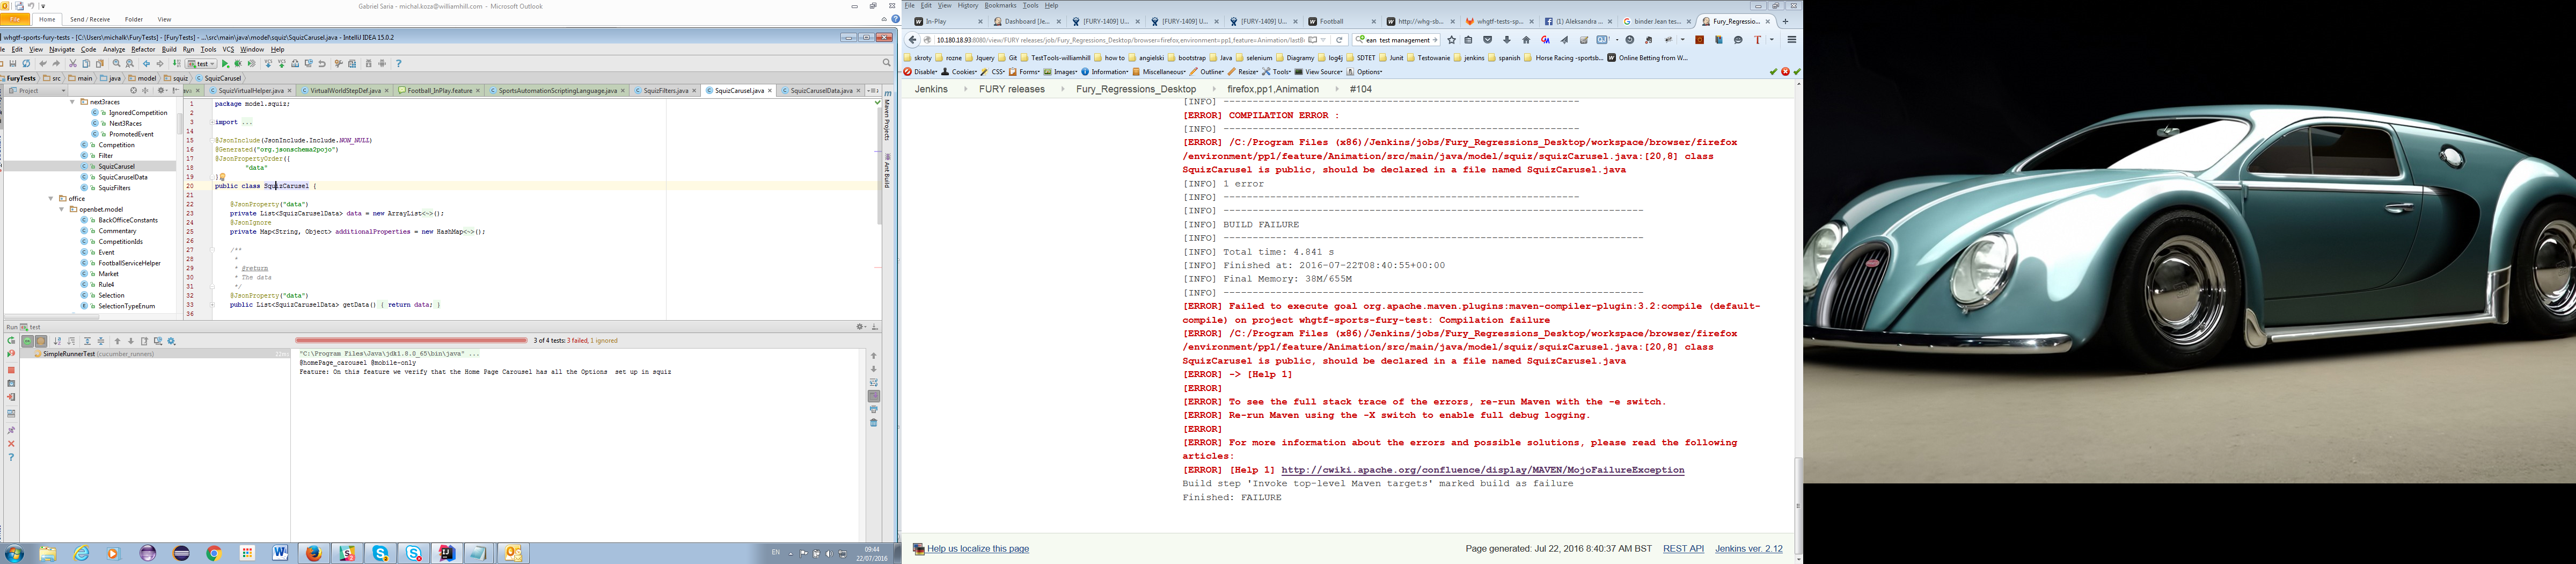 Gabriel Saria - michal.koza@williamhill.com - Microsoft Outlook
File Home Send / Receive Folder View
whgtf-sports-fury-tests - [C:\Users\michalk\FuryTests] - [FuryTests] - ...\src\main\java\model\squiz\SquizCarusel.java - IntelliJ IDEA 15.0.2
Edit View Navigate Code Analyze Refactor Build Run Tools VCS Window Help
test
FuryTests src main java model squiz SquizCarusel
Project
SquizVirtualHelper.java VirtualWorldStepDef.java Football_InPlay.feature SportsAutomationScriptingLanguage.java SquizFilters.java SquizCarusel.java SquizCaruselData.java
next3races
IgnoredCompetition
Next3Races
PromotedEvent
Competition
Filter
SquizCarusel
SquizCaruselData
SquizFilters
office
openbet.model
BackOfficeConstants
Commentary
CompetitionIds
Event
FootballServiceHelper
Market
Rule4
Selection
SelectionTypeEnum
1 package model.squiz;
2
3 import ...
14
15 @JsonInclude(JsonInclude.Include.NON_NULL)
16 @Generated("org.jsonschema2pojo")
17 @JsonPropertyOrder({
18 "data"
19 })
20 public class SquizCarusel {
21
22 @JsonProperty("data")
23 private List<SquizCaruselData> data = new ArrayList<~>();
24 @JsonIgnore
25 private Map<String, Object> additionalProperties = new HashMap<~>();
26
27 /**
28 *
29 * @return
30 * The data
31 */
32 @JsonProperty("data")
33 public List<SquizCaruselData> getData() { return data; }
36
Maven Projects
Ant Build
Run test
3 of 4 tests: 3 failed, 1 ignored
SimpleRunnerTest (cucumber_runners)
"C:\Program Files\Java\jdk1.8.0_65\bin\java" ...
@homePage_carousel @mobile-only
Feature: On this feature we verify that the Home Page Carousel has all the Options set up in squiz
EN
09:44
22/07/2016
File Edit View History Bookmarks Tools Help
In-Play Dashboard [Je... [FURY-1409] U... [FURY-1409] U... [FURY-1409] U... Football http://whg-sb... whgtf-tests-sp... (1) Aleksandra ... binder Jean tes... Fury_Regressio...
10.180.18.93:8080/view/FURY releases/job/Fury_Regressions_Desktop/browser=firefox,environment=pp1,feature=Animation/lastB
ean test management
skroty rozne Jquery Git TestTools-williamhill how to angielski bootstrap Java selenium Diagramy log4j SDTET Junit Testowanie jenkins spanish Horse Racing -sportsb... Online Betting from W...
Disable Cookies CSS Forms Images Information Miscellaneous Outline Resize Tools View Source Options
Jenkins FURY releases Fury_Regressions_Desktop firefox,pp1,Animation #104
[INFO] -----------------------------------------------------------
[ERROR] COMPILATION ERROR :
[INFO] -----------------------------------------------------------
[ERROR] /C:/Program Files (x86)/Jenkins/jobs/Fury_Regressions_Desktop/workspace/browser/firefox
/environment/pp1/feature/Animation/src/main/java/model/squiz/squizCarusel.java:[20,8] class
SquizCarusel is public, should be declared in a file named SquizCarusel.java
[INFO] 1 error
[INFO] -----------------------------------------------------------
[INFO] ----------------------------------------------------------------------
[INFO] BUILD FAILURE
[INFO] ----------------------------------------------------------------------
[INFO] Total time: 4.841 s
[INFO] Finished at: 2016-07-22T08:40:55+00:00
[INFO] Final Memory: 38M/655M
[INFO] ----------------------------------------------------------------------
[ERROR] Failed to execute goal org.apache.maven.plugins:maven-compiler-plugin:3.2:compile (default-
compile) on project whgtf-sports-fury-test: Compilation failure
[ERROR] /C:/Program Files (x86)/Jenkins/jobs/Fury_Regressions_Desktop/workspace/browser/firefox
/environment/pp1/feature/Animation/src/main/java/model/squiz/squizCarusel.java:[20,8] class
SquizCarusel is public, should be declared in a file named SquizCarusel.java
[ERROR] -> [Help 1]
[ERROR]
[ERROR] To see the full stack trace of the errors, re-run Maven with the -e switch.
[ERROR] Re-run Maven using the -X switch to enable full debug logging.
[ERROR]
[ERROR] For more information about the errors and possible solutions, please read the following
articles:
[ERROR] [Help 1] http://cwiki.apache.org/confluence/display/MAVEN/MojoFailureException
Build step 'Invoke top-level Maven targets' marked build as failure
Finished: FAILURE
Help us localize this page
Page generated: Jul 22, 2016 8:40:37 AM BST REST API Jenkins ver. 2.12